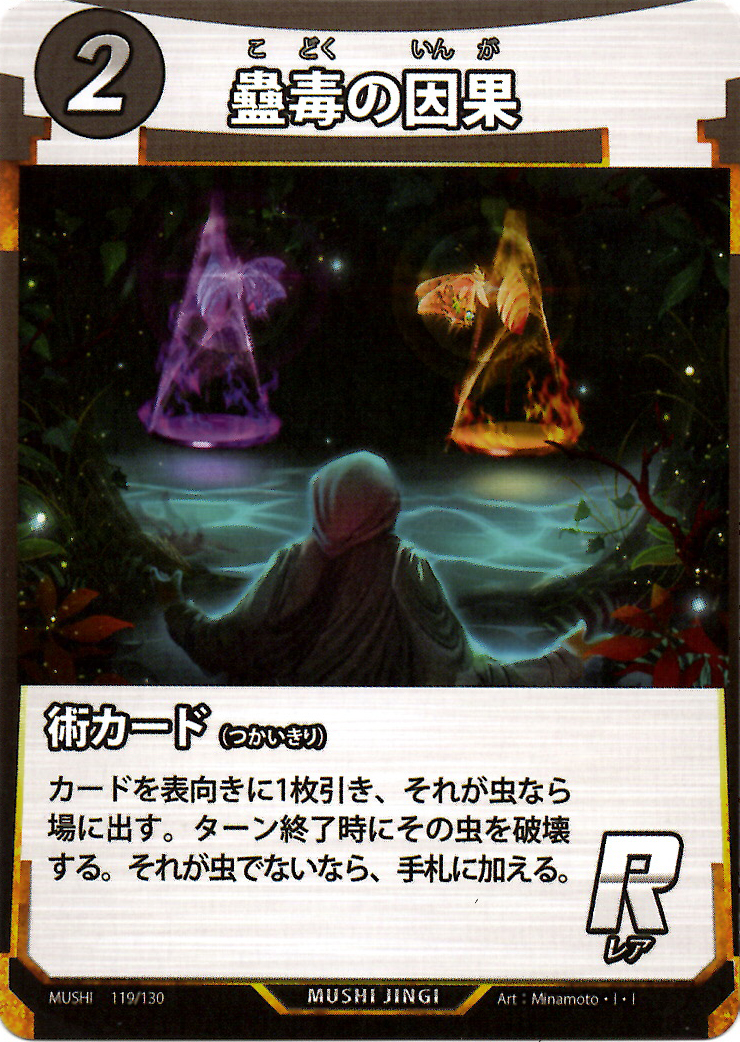 2
こどく いんが
蠱毒の因果
術カード (つかいきり)
カードを表向きに1枚引き、それが虫なら
場に出す。ターン終了時にその虫を破壊
する。それが虫でないなら、手札に加える。
R
レア
MUSHI 119/130
MUSHI JINGI
Art：Minamoto・I・I